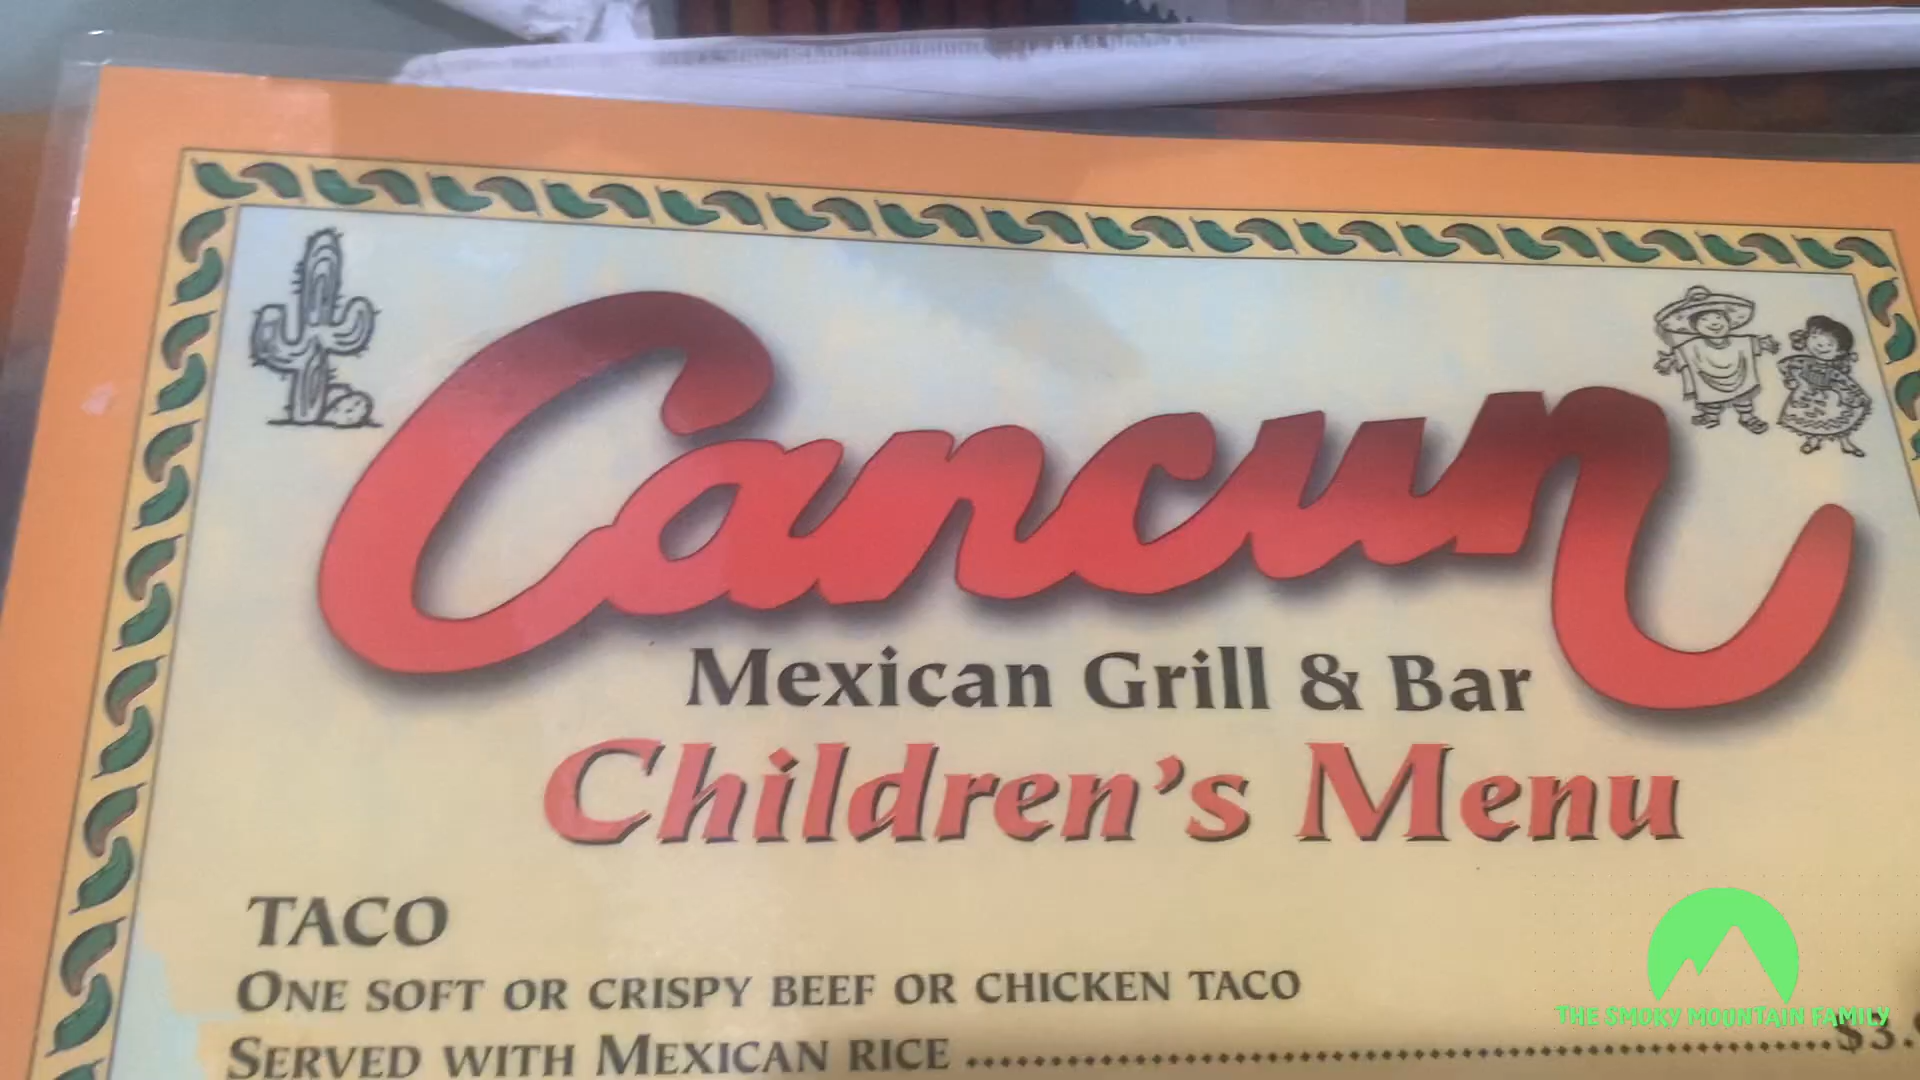 Cancun
Mexican Grill & Bar
Children's Menu
TACO
ONE SOFT OR CRISPY BEEF OR CHICKEN TACO
SERVED WITH MEXICAN RICE ........................................ $3.
THE SMOKY MOUNTAIN FAMILY